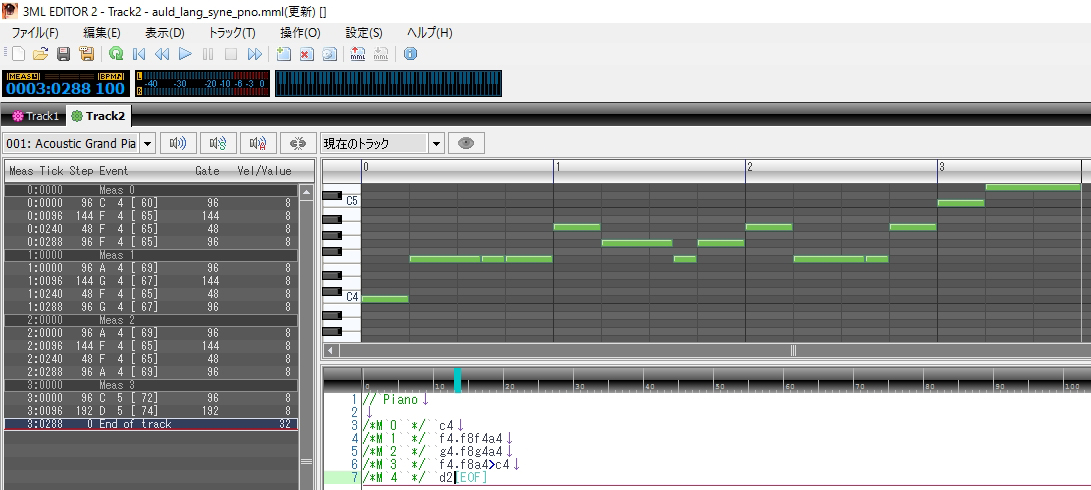 3ML EDITOR 2 - Track2 - auld_lang_syne_pno.mml(更新) []
ファイル(F) 編集(E) 表示(D) トラック(T) 操作(O) 設定(S) ヘルプ(H)
MML MML
MEAS BPM
0003:0288 100
L -40 -30 -20 -10 -6 -3 0
R
Track1 Track2
001: Acoustic Grand Pia 現在のトラック
Meas Tick Step Event Gate Vel/Value
0:0000 Meas 0
0:0000 96 C 4 [ 60] 96 8
0:0096 144 F 4 [ 65] 144 8
0:0240 48 F 4 [ 65] 48 8
0:0288 96 F 4 [ 65] 96 8
1:0000 Meas 1
1:0000 96 A 4 [ 69] 96 8
1:0096 144 G 4 [ 67] 144 8
1:0240 48 F 4 [ 65] 48 8
1:0288 96 G 4 [ 67] 96 8
2:0000 Meas 2
2:0000 96 A 4 [ 69] 96 8
2:0096 144 F 4 [ 65] 144 8
2:0240 48 F 4 [ 65] 48 8
2:0288 96 A 4 [ 69] 96 8
3:0000 Meas 3
3:0000 96 C 5 [ 72] 96 8
3:0096 192 D 5 [ 74] 192 8
3:0288 0 End of track 32
0 1 2 3
C5
C4
0 10 20 30 40 50 60 70 80 90 100
1 // Piano↓
2 ↓
3 /*M 0 */ c4↓
4 /*M 1 */ f4.f8f4a4↓
5 /*M 2 */ g4.f8g4a4↓
6 /*M 3 */ f4.f8a4>c4↓
7 /*M 4 */ d2[EOF]